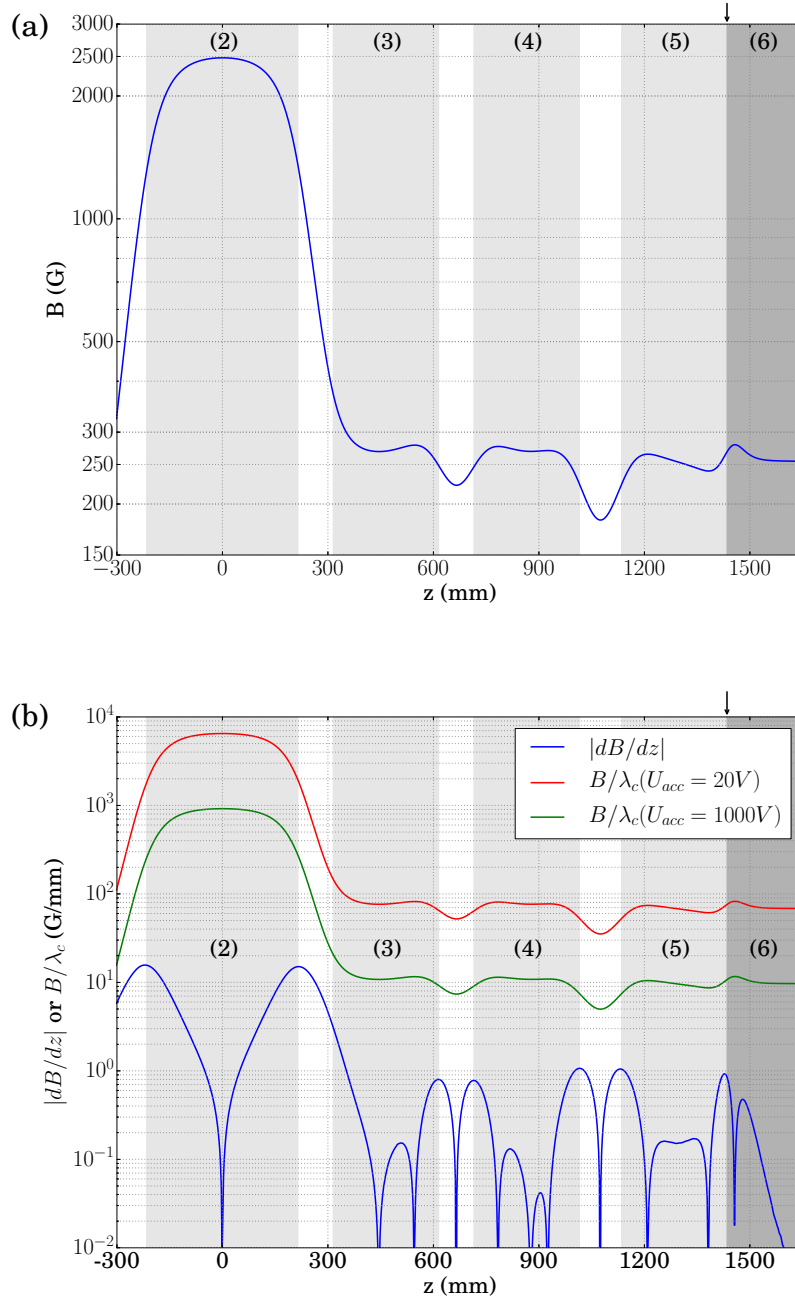 (a)
↓
(2) (3) (4) (5) (6)
3000
2500
2000
1000
500
300
250
200
150
B (G)
−300 0 300 600 900 1200 1500
z (mm)
(b)
↓
10^4
10^3
10^2
10^1
10^0
10^−1
10^−2
|dB/dz| or B/λ_c (G/mm)
|dB/dz|
B/λ_c(U_acc = 20V)
B/λ_c(U_acc = 1000V)
(2) (3) (4) (5) (6)
-300 0 300 600 900 1200 1500
z (mm)